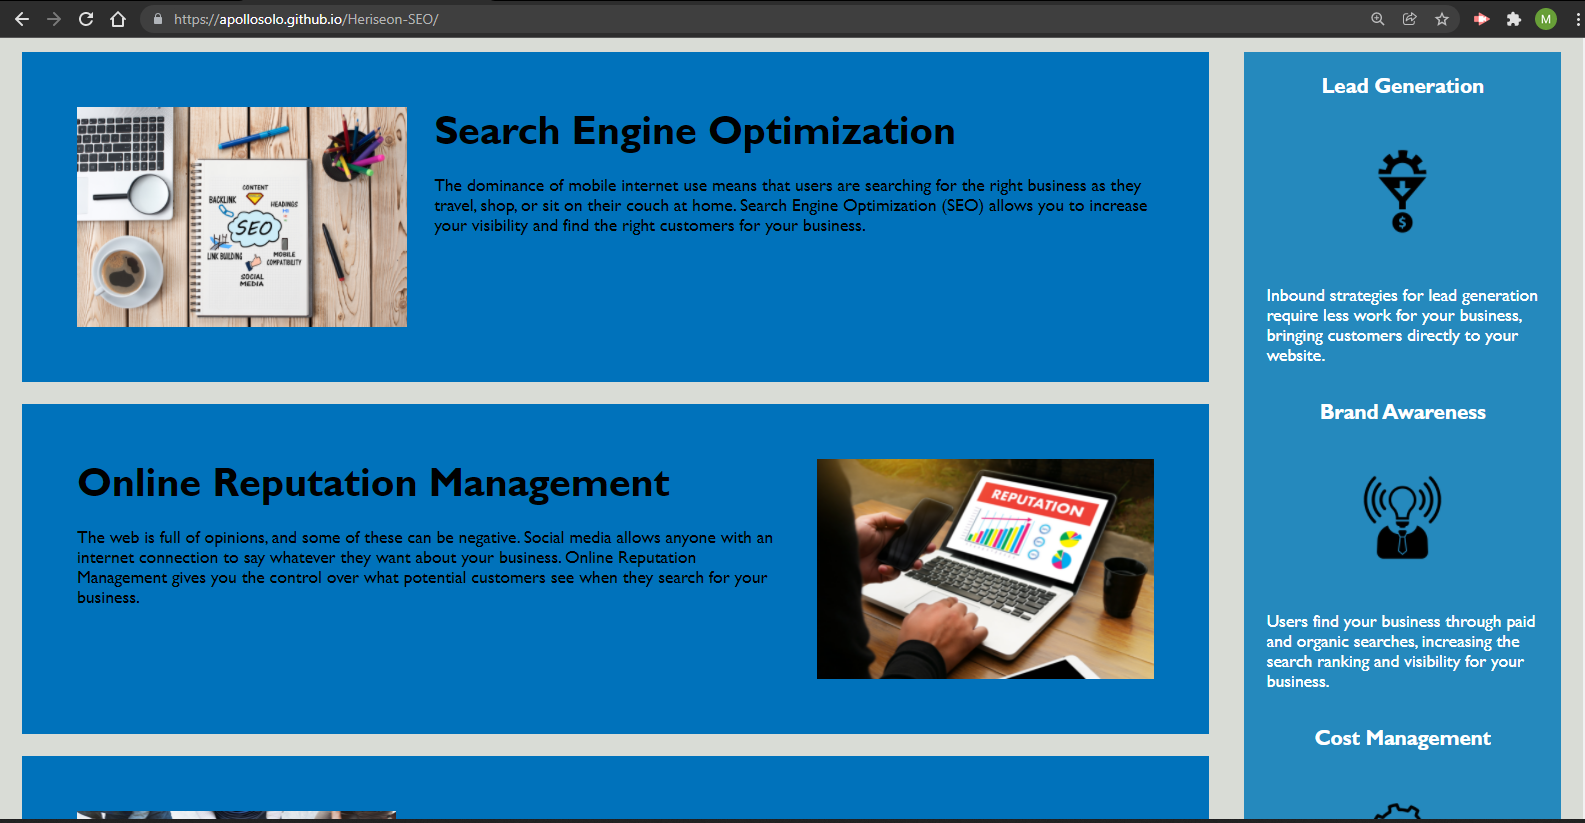 https://apollosolo.github.io/Heriseon-SEO/
M
Search Engine Optimization
The dominance of mobile internet use means that users are searching for the right business as they
travel, shop, or sit on their couch at home. Search Engine Optimization (SEO) allows you to increase
your visibility and find the right customers for your business.
CONTENT
BACKLINK
HEADINGS
SEO
LINK BUILDING
MOBILE
COMPATIBILITY
SOCIAL
MEDIA
Online Reputation Management
The web is full of opinions, and some of these can be negative. Social media allows anyone with an
internet connection to say whatever they want about your business. Online Reputation
Management gives you the control over what potential customers see when they search for your
business.
REPUTATION
Lead Generation
$
Inbound strategies for lead generation
require less work for your business,
bringing customers directly to your
website.
Brand Awareness
Users find your business through paid
and organic searches, increasing the
search ranking and visibility for your
business.
Cost Management